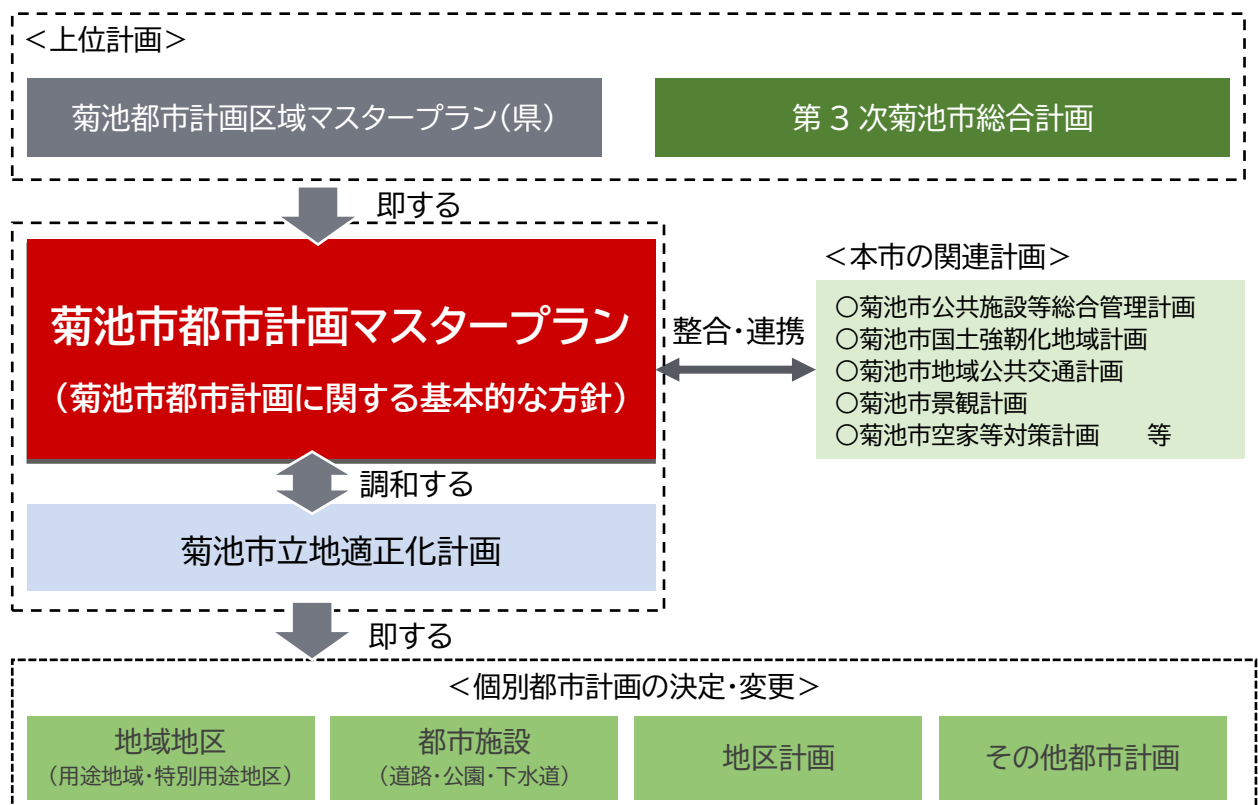 ＜上位計画＞
菊池都市計画区域マスタープラン（県）
第３次菊池市総合計画
即する
菊池市都市計画マスタープラン
（菊池市都市計画に関する基本的な方針）
整合・連携
＜本市の関連計画＞
○菊池市公共施設等総合管理計画
○菊池市国土強靭化地域計画
○菊池市地域公共交通計画
○菊池市景観計画
○菊池市空家等対策計画　　等
調和する
菊池市立地適正化計画
即する
＜個別都市計画の決定・変更＞
地域地区
（用途地域・特別用途地区）
都市施設
（道路・公園・下水道）
地区計画
その他都市計画